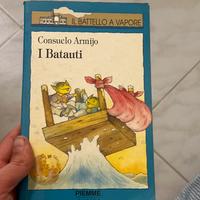 IL BATTELLO A VAPORE
Consuelo Armijo
I Batauti
PIEMME